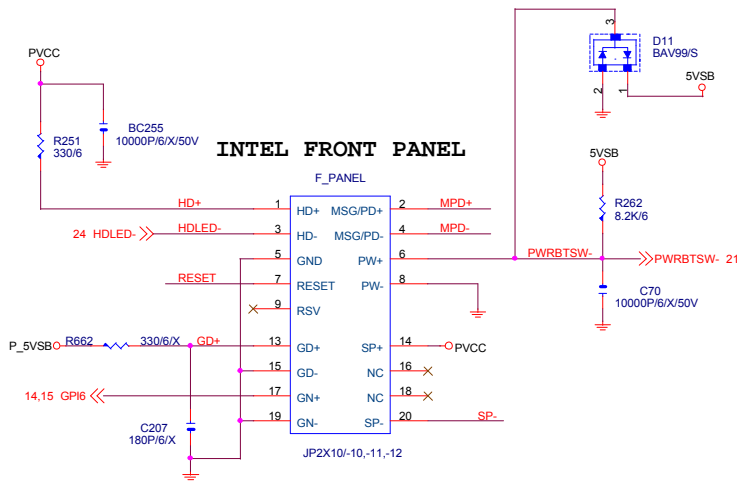 3
D11
BAV99/S
PVCC
5VSB
2
1
R251
330/6
BC255
10000P/6/X/50V
INTEL FRONT PANEL
5VSB
F_PANEL
R262
8.2K/6
HD+ 1 HD+ MSG/PD+ 2 MPD+
24 HDLED- HDLED- 3 HD- MSG/PD- 4 MPD-
5 GND PW+ 6 PWRBTSW- PWRBTSW- 21
RESET 7 RESET PW- 8
9 RSV
C70
10000P/6/X/50V
P_5VSB R662 330/6/X GD+ 13 GD+ SP+ 14 PVCC
15 GD- NC 16
14,15 GPI6 17 GN+ NC 18
19 GN- SP- 20 SP-
C207
180P/6/X
JP2X10/-10,-11,-12